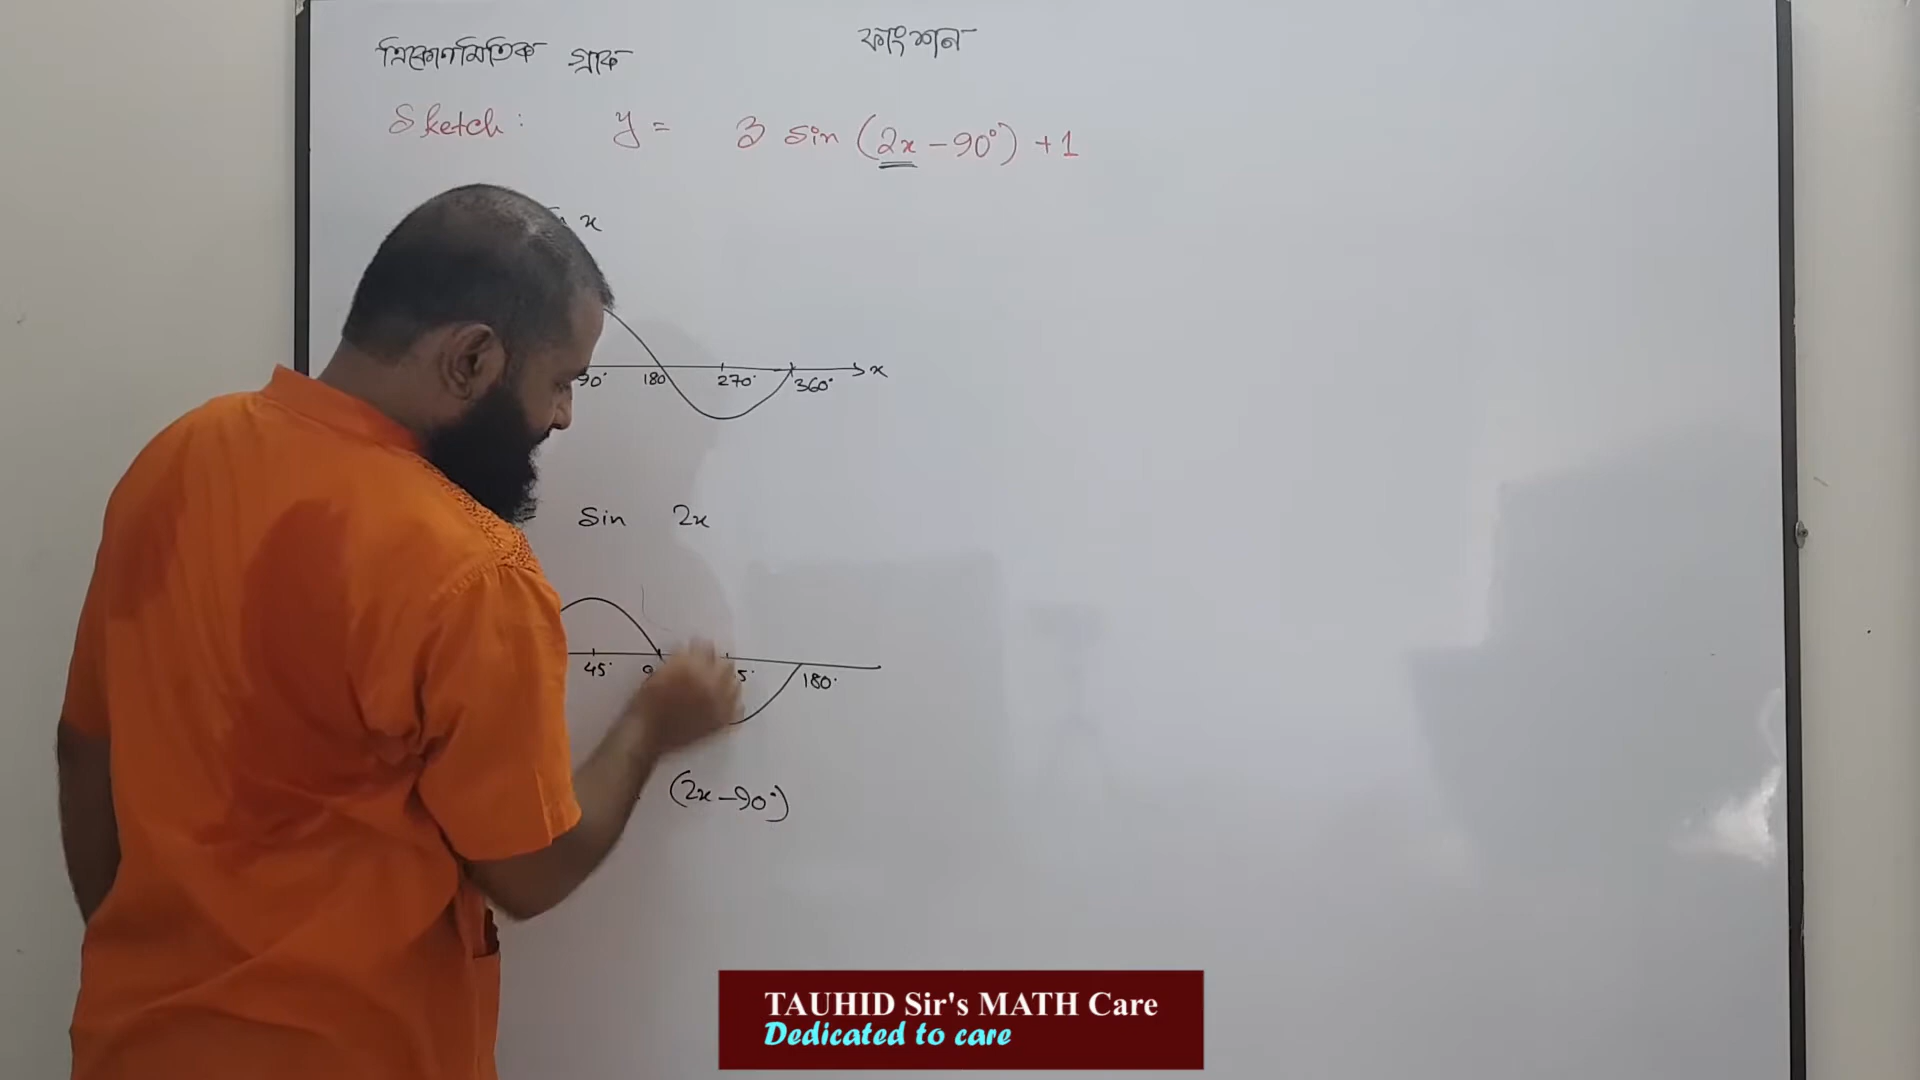 ত্রিকোণমিতিক গ্রাফ ফাংশন
Sketch: y = 3 sin (2x − 90°) + 1
x
90° 180 270° 360° x
= sin 2x
45° 180°
(2x − 90°)
TAUHID Sir's MATH Care
Dedicated to care